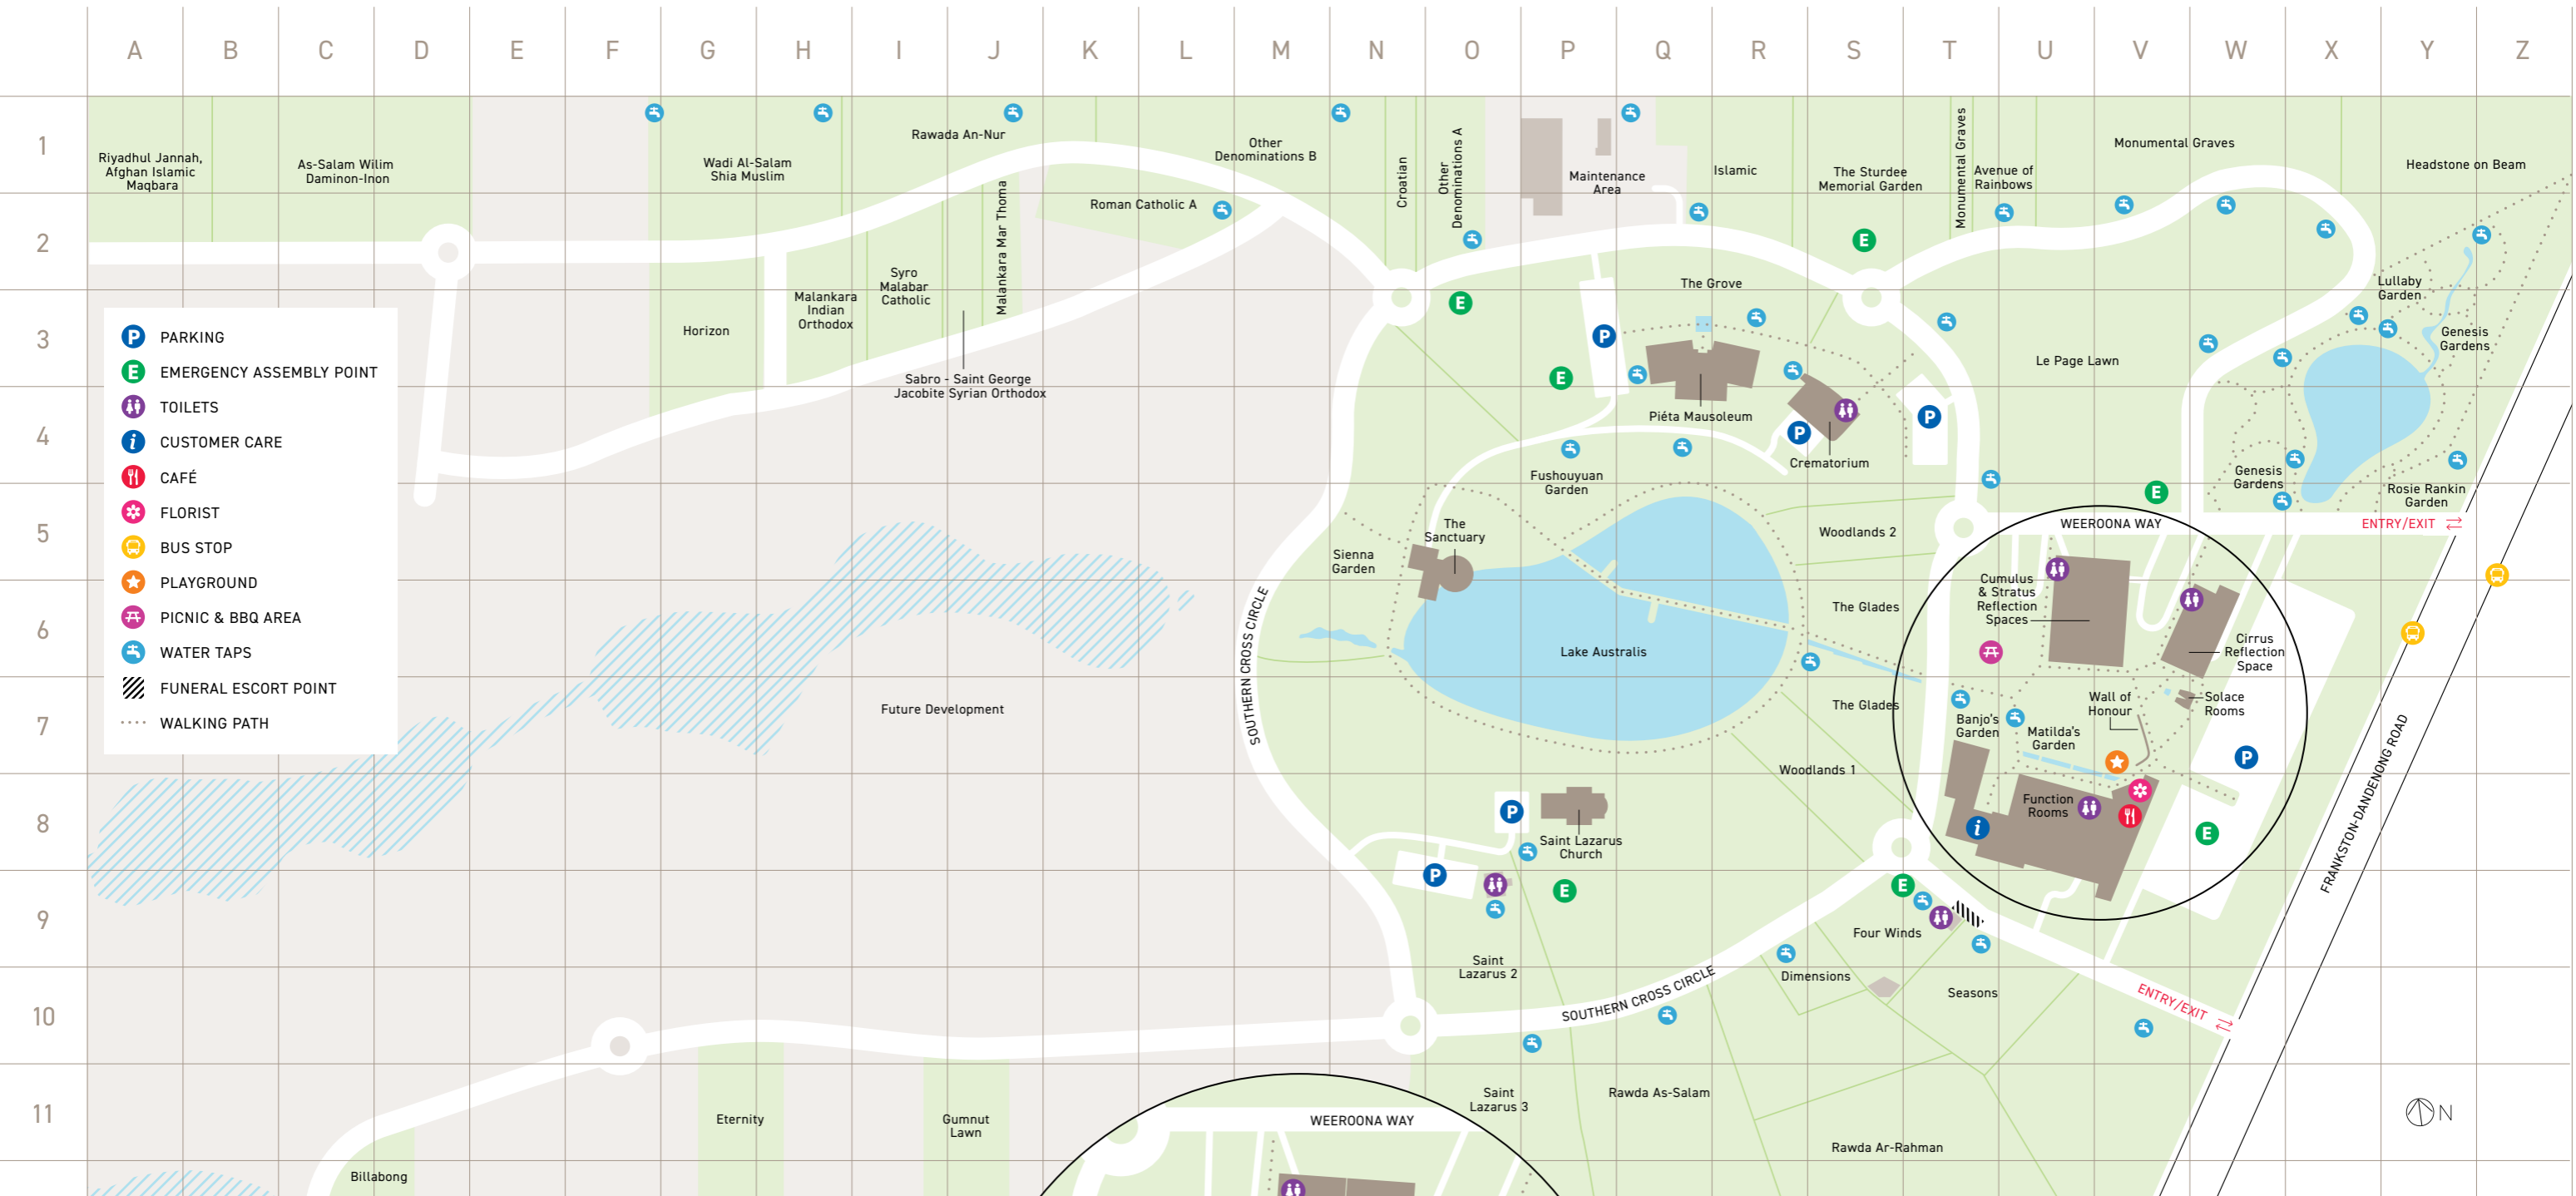 A B C D E F G H I J K L M N O P Q R S T U V W X Y Z
1
2
3
4
5
6
7
8
9
10
11
Riyadhul Jannah,
Afghan Islamic
Maqbara
As-Salam Wilim
Daminon-Inon
Wadi Al-Salam
Shia Muslim
Rawada An-Nur
Other
Denominations B
Croatian
Other
Denominations A
Maintenance
Area
Islamic
The Sturdee
Memorial Garden
Monumental Graves
Avenue of
Rainbows
Monumental Graves
Headstone on Beam
Roman Catholic A
Malankara Mar Thoma
Syro
Malabar
Catholic
Malankara
Indian
Orthodox
Horizon
Sabro - Saint George
Jacobite Syrian Orthodox
The Grove
Lullaby
Garden
Genesis
Gardens
Le Page Lawn
P
PARKING
E
EMERGENCY ASSEMBLY POINT
TOILETS
i
CUSTOMER CARE
CAFÉ
FLORIST
BUS STOP
PLAYGROUND
PICNIC & BBQ AREA
WATER TAPS
FUNERAL ESCORT POINT
WALKING PATH
E
E
P
E
Piéta Mausoleum
P
P
Crematorium
Fushouyuan
Garden
Genesis
Gardens
Rosie Rankin
Garden
E
WEEROONA WAY
ENTRY/EXIT
The
Sanctuary
Sienna
Garden
Woodlands 2
Cumulus
& Stratus
Reflection
Spaces
The Glades
Cirrus
Reflection
Space
Lake Australis
SOUTHERN CROSS CIRCLE
Future Development
The Glades
Wall of
Honour
Solace
Rooms
Banjo's
Garden
Matilda's
Garden
P
Woodlands 1
FRANKSTON-DANDENONG ROAD
Function
Rooms
P
i
E
Saint Lazarus
Church
P
E
E
Four Winds
Saint
Lazarus 2
Dimensions
Seasons
SOUTHERN CROSS CIRCLE
ENTRY/EXIT
Saint
Lazarus 3
Rawda As-Salam
Eternity
Gumnut
Lawn
WEEROONA WAY
N
Rawda Ar-Rahman
Billabong